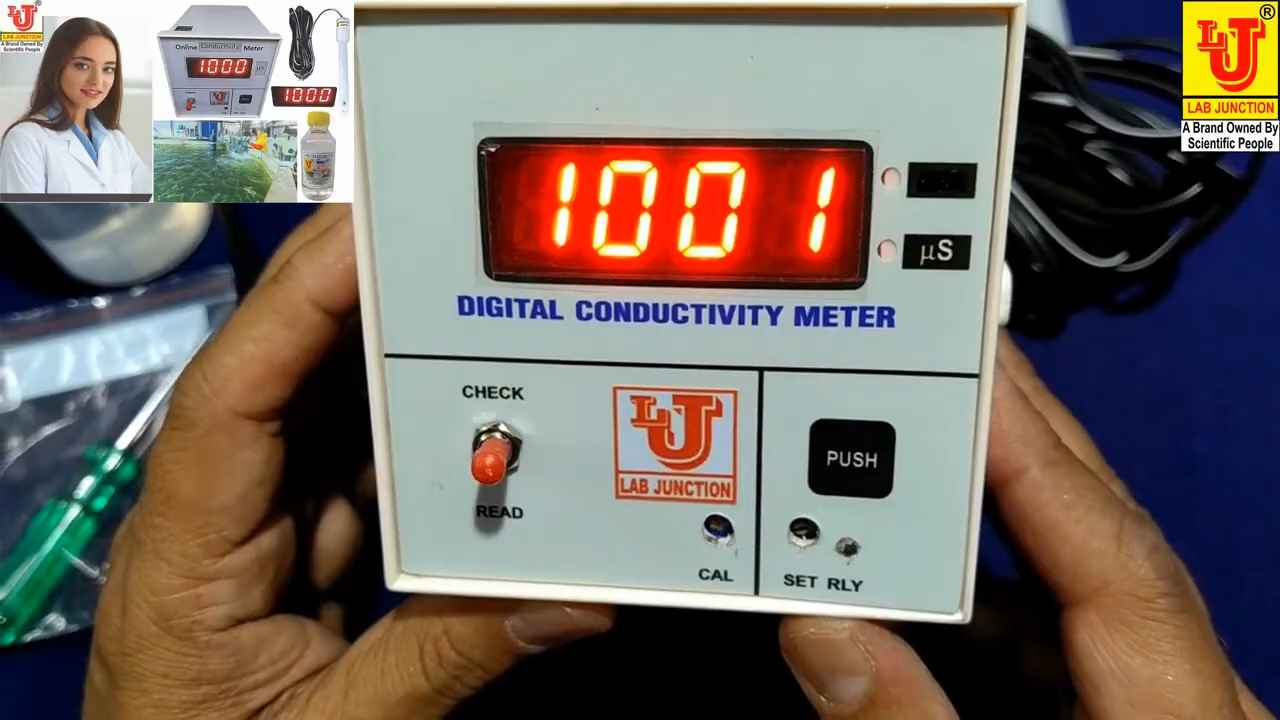 LJ
LAB JUNCTION
A Brand Owned By
Scientific People
Online Conductivity Meter
1000
μS
1000
1001
μS
DIGITAL CONDUCTIVITY METER
CHECK
READ
LJ
LAB JUNCTION
CAL
PUSH
SET RLY
LJ®
LAB JUNCTION
A Brand Owned By
Scientific People